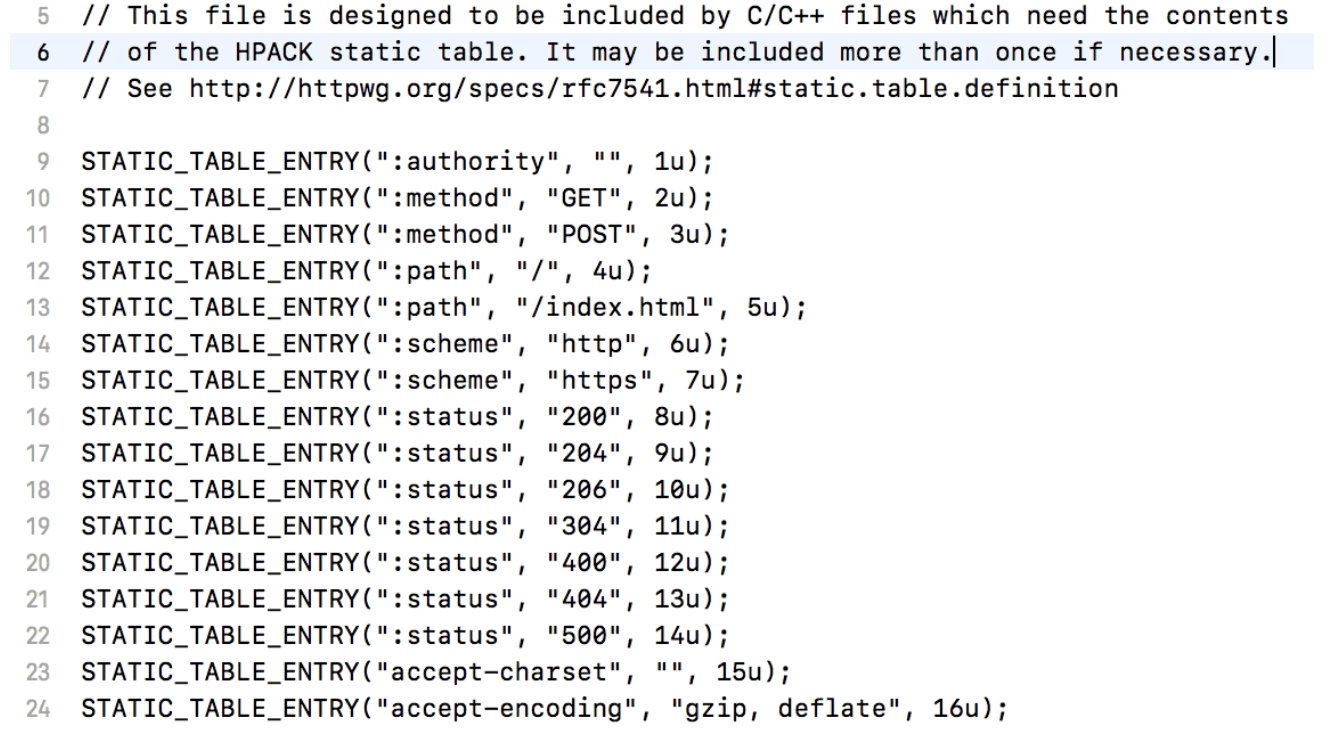 5 // This file is designed to be included by C/C++ files which need the contents
6 // of the HPACK static table. It may be included more than once if necessary.
7 // See http://httpwg.org/specs/rfc7541.html#static.table.definition
8
9 STATIC_TABLE_ENTRY(":authority", "", 1u);
10 STATIC_TABLE_ENTRY(":method", "GET", 2u);
11 STATIC_TABLE_ENTRY(":method", "POST", 3u);
12 STATIC_TABLE_ENTRY(":path", "/", 4u);
13 STATIC_TABLE_ENTRY(":path", "/index.html", 5u);
14 STATIC_TABLE_ENTRY(":scheme", "http", 6u);
15 STATIC_TABLE_ENTRY(":scheme", "https", 7u);
16 STATIC_TABLE_ENTRY(":status", "200", 8u);
17 STATIC_TABLE_ENTRY(":status", "204", 9u);
18 STATIC_TABLE_ENTRY(":status", "206", 10u);
19 STATIC_TABLE_ENTRY(":status", "304", 11u);
20 STATIC_TABLE_ENTRY(":status", "400", 12u);
21 STATIC_TABLE_ENTRY(":status", "404", 13u);
22 STATIC_TABLE_ENTRY(":status", "500", 14u);
23 STATIC_TABLE_ENTRY("accept-charset", "", 15u);
24 STATIC_TABLE_ENTRY("accept-encoding", "gzip, deflate", 16u);